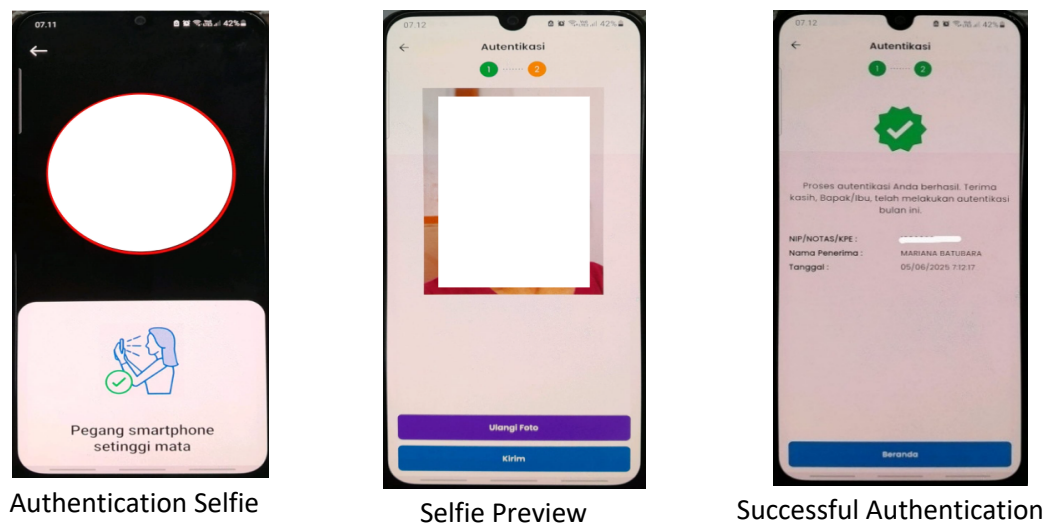 07.11
42%
Pegang smartphone
setinggi mata
Authentication Selfie
07.12
42%
Autentikasi
1
2
Ulangi Foto
Kirim
Selfie Preview
07.12
42%
Autentikasi
1
2
Proses autentikasi Anda berhasil. Terima
kasih, Bapak/Ibu, telah melakukan autentikasi
bulan ini.
NIP/NOTAS/KPE :
Nama Penerima : MARIANA BATUBARA
Tanggal : 05/06/2025 7:12:17
Beranda
Successful Authentication